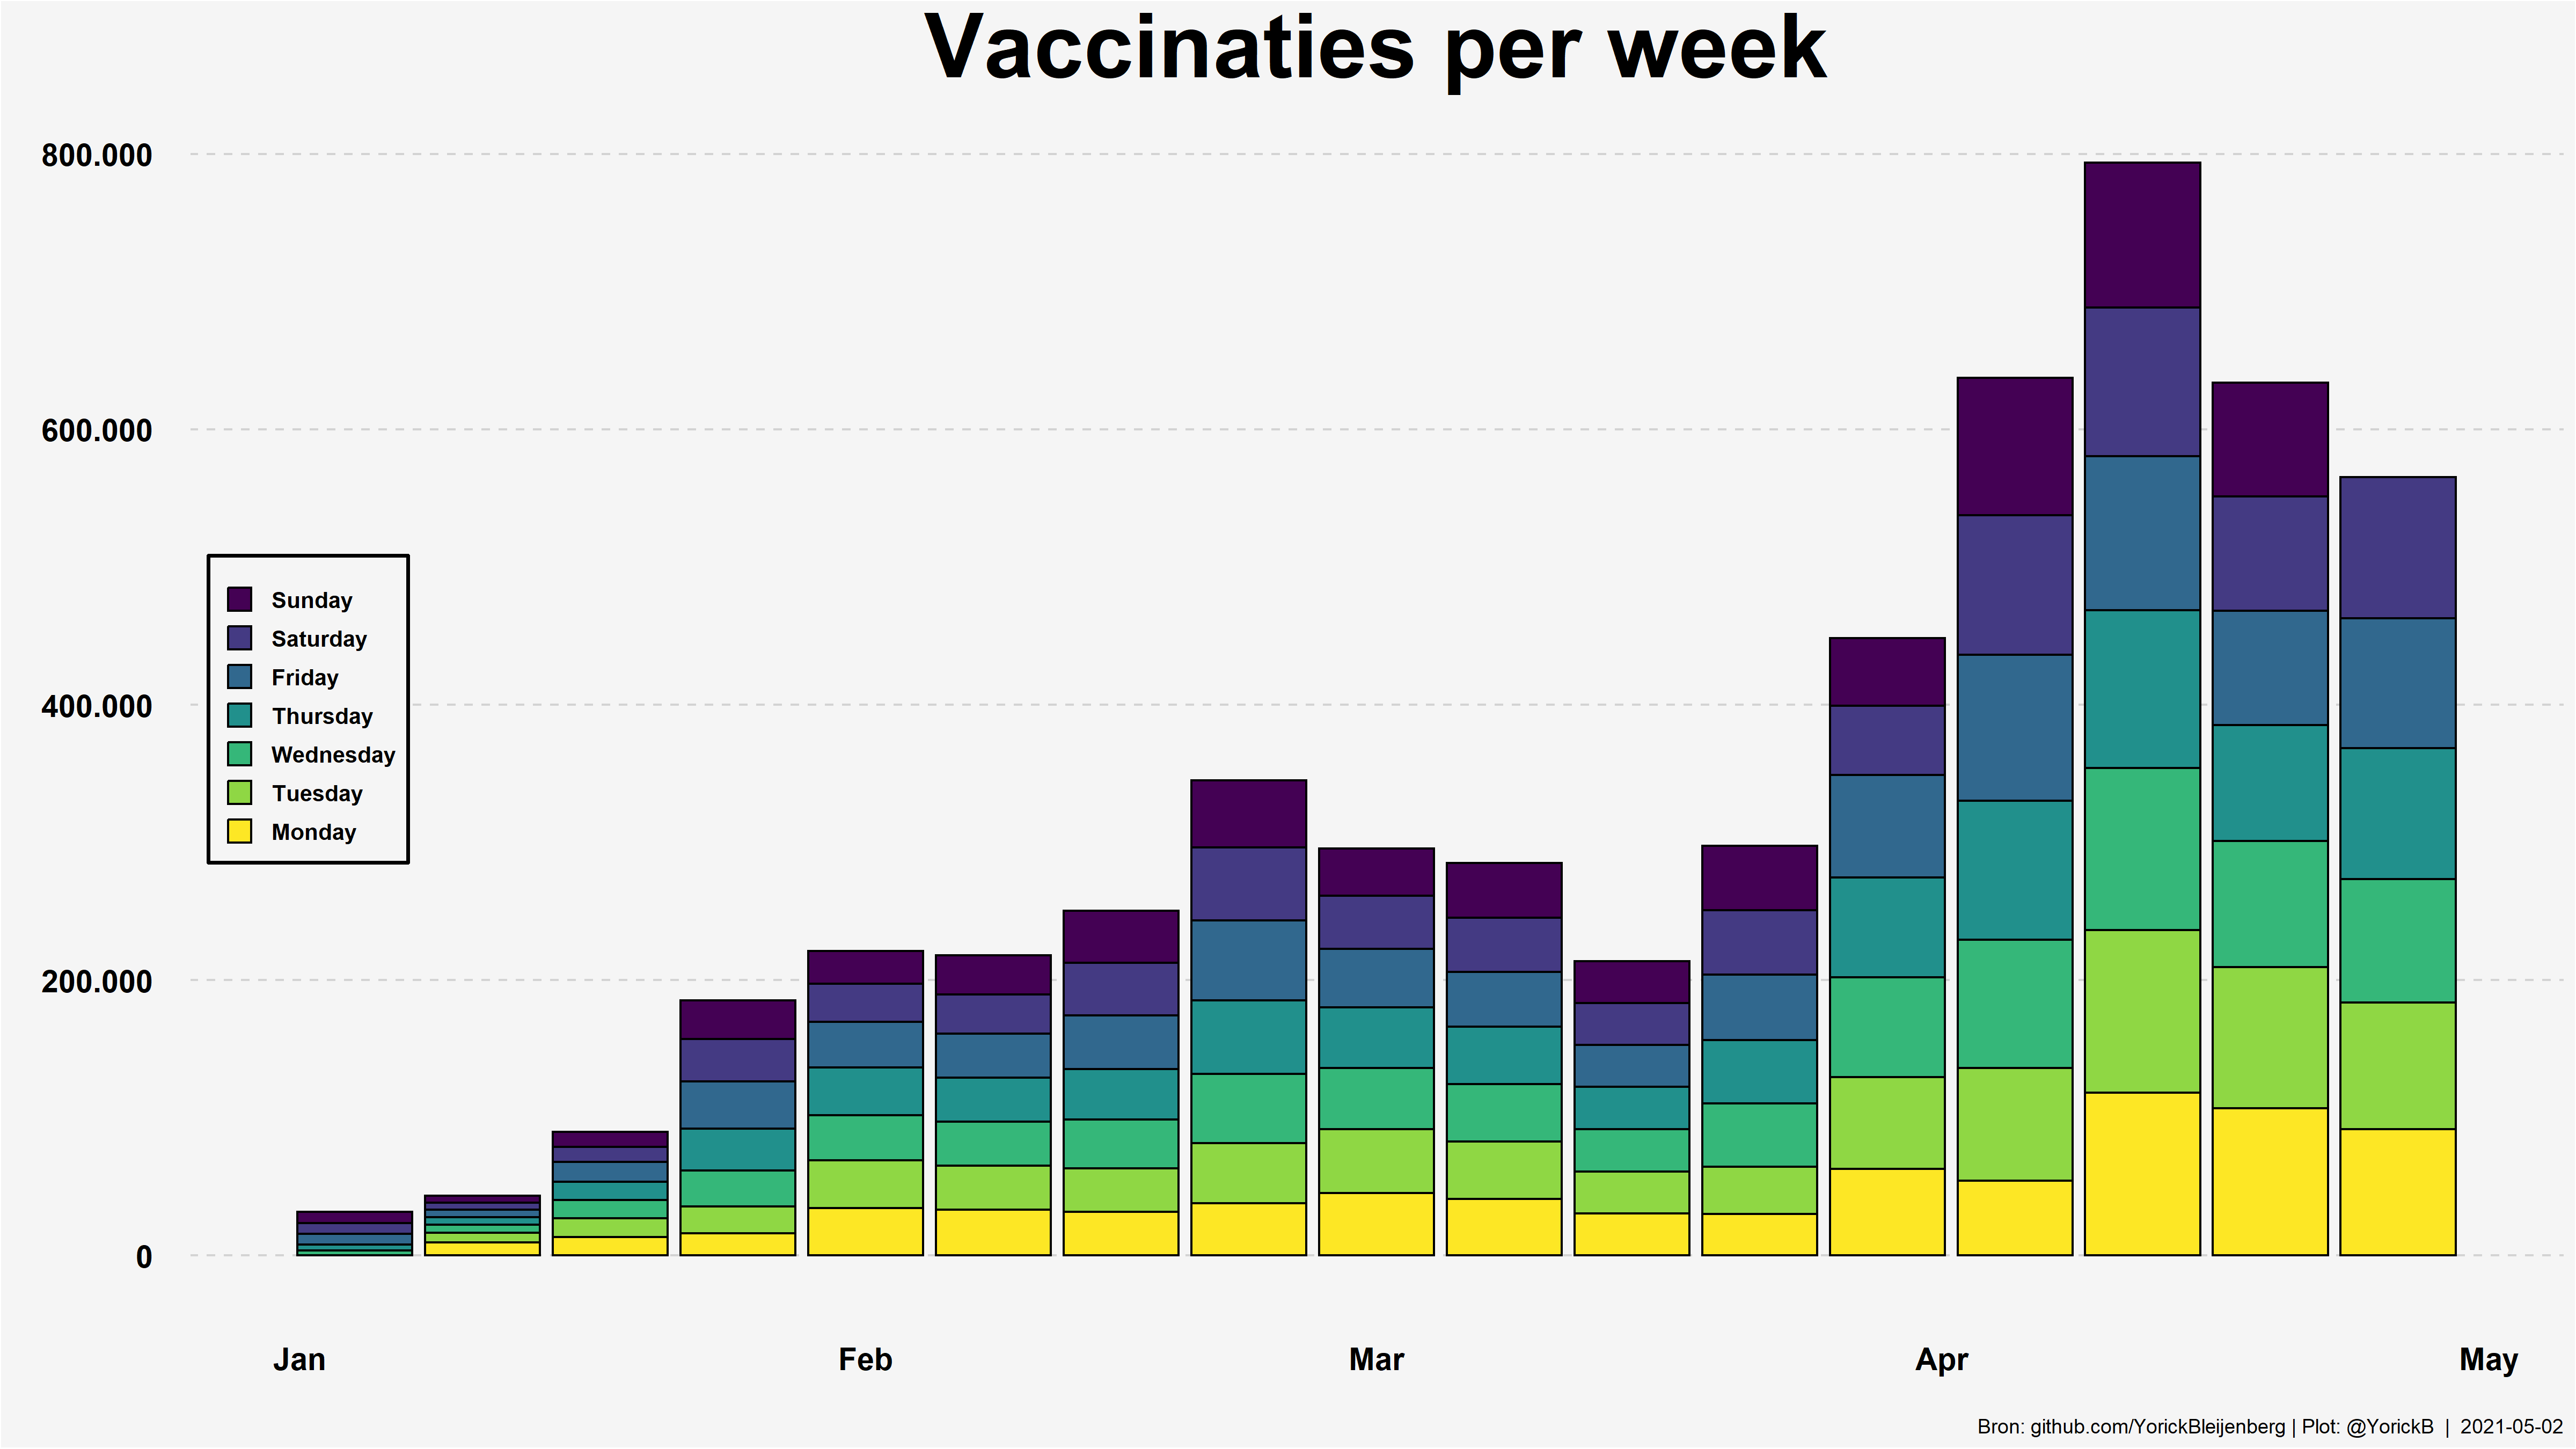 Vaccinaties per week
800.000
600.000
400.000
200.000
0
Sunday
Saturday
Friday
Thursday
Wednesday
Tuesday
Monday
Jan Feb Mar Apr May
Bron: github.com/YorickBleijenberg | Plot: @YorickB | 2021-05-02